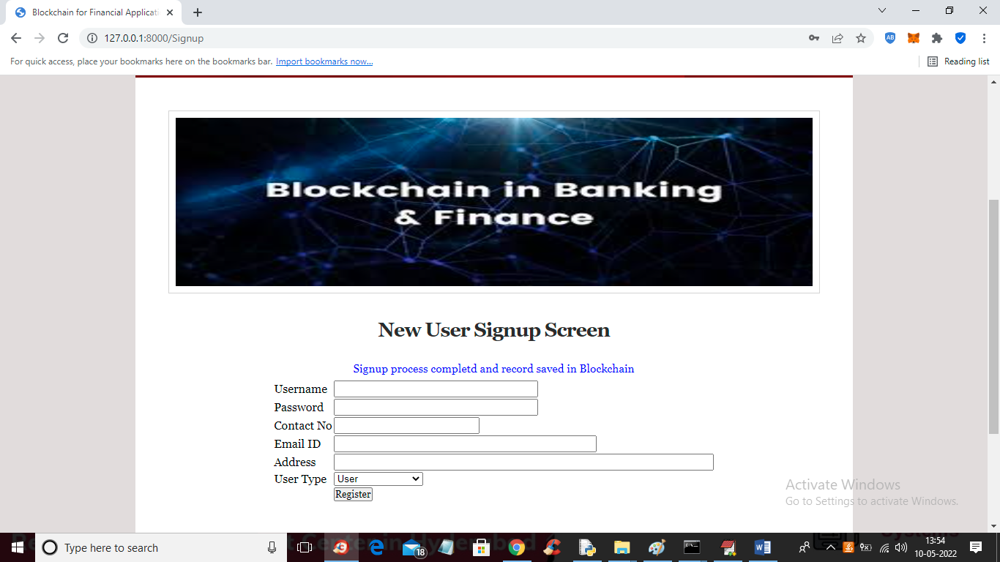 Blockchain for Financial Applicati
127.0.0.1:8000/Signup
AB
For quick access, place your bookmarks here on the bookmarks bar. Import bookmarks now...
Reading list
Blockchain in Banking
& Finance
New User Signup Screen
Signup process completd and record saved in Blockchain
Username
Password
Contact No
Email ID
Address
User Type User
Register
Activate Windows
Go to Settings to activate Windows.
Type here to search
18
13:54
10-05-2022